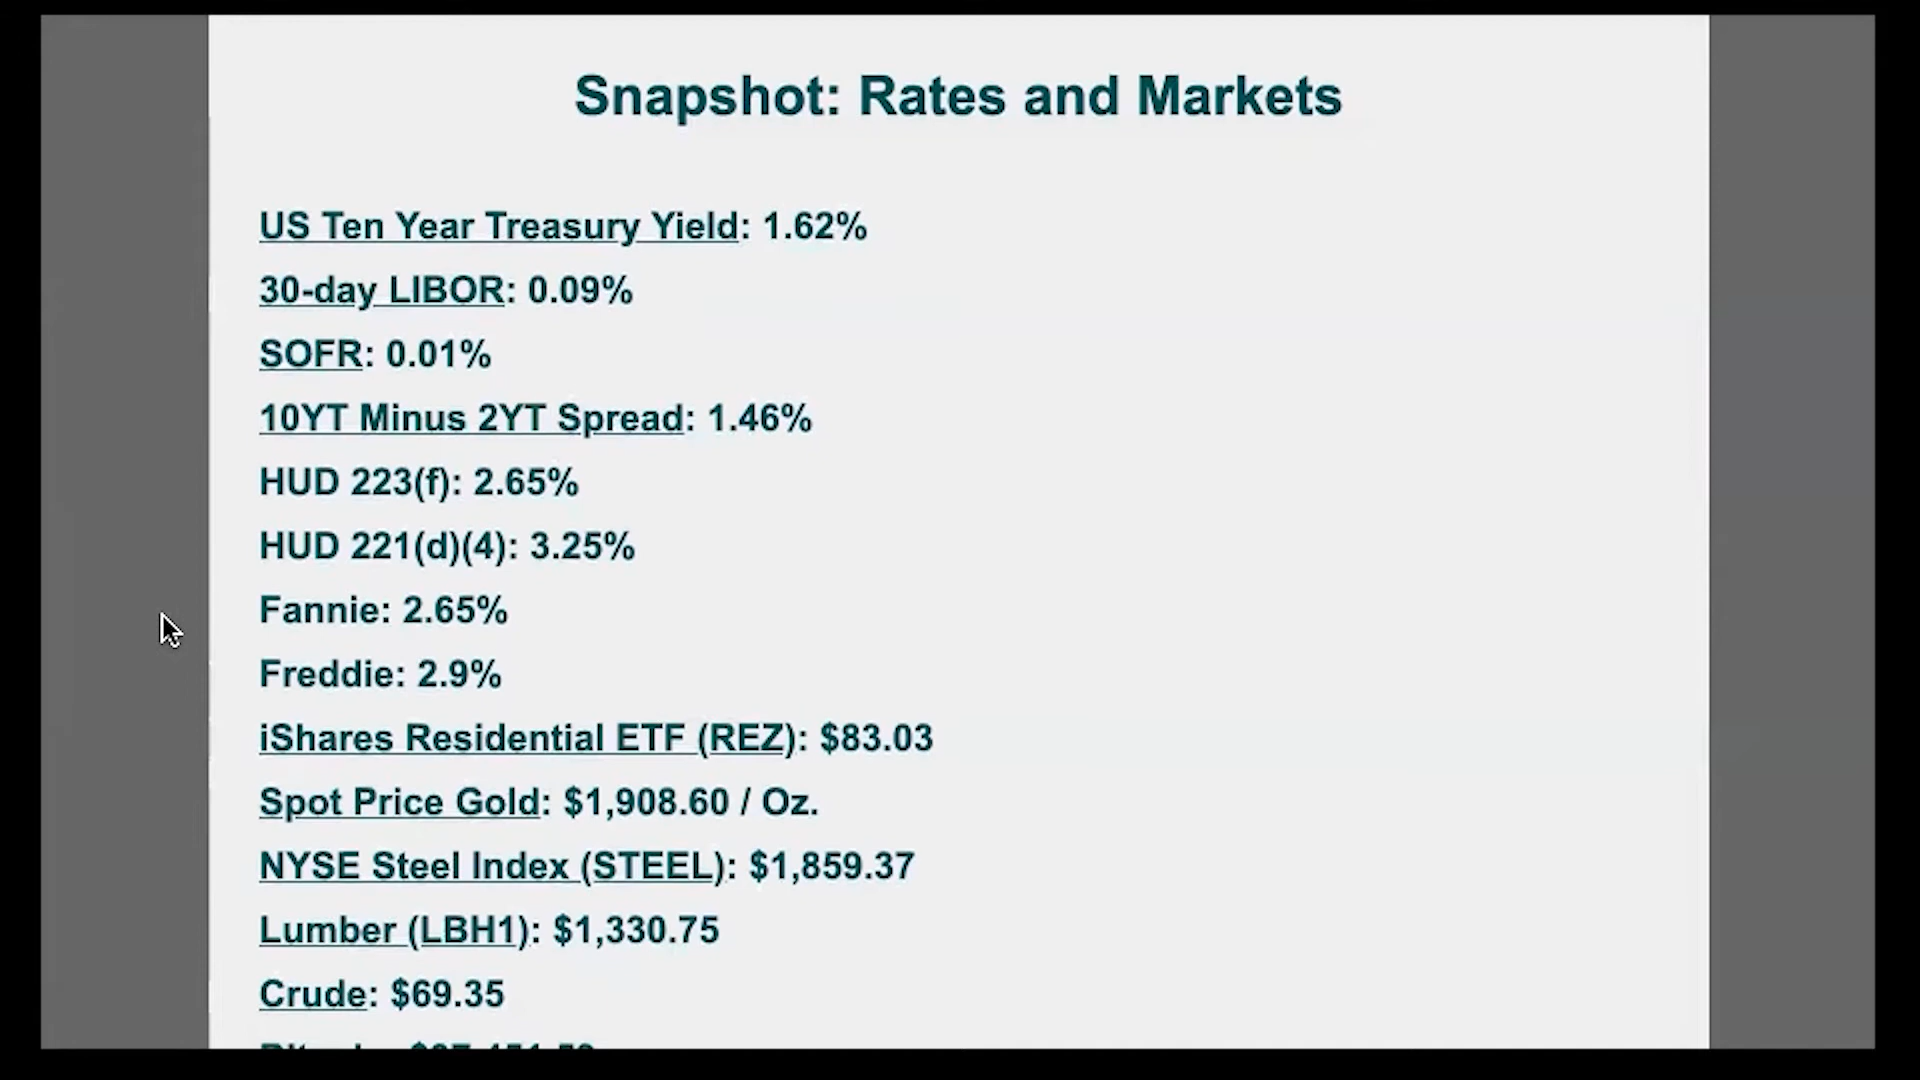 Snapshot: Rates and Markets
US Ten Year Treasury Yield: 1.62%
30-day LIBOR: 0.09%
SOFR: 0.01%
10YT Minus 2YT Spread: 1.46%
HUD 223(f): 2.65%
HUD 221(d)(4): 3.25%
Fannie: 2.65%
Freddie: 2.9%
iShares Residential ETF (REZ): $83.03
Spot Price Gold: $1,908.60 / Oz.
NYSE Steel Index (STEEL): $1,859.37
Lumber (LBH1): $1,330.75
Crude: $69.35